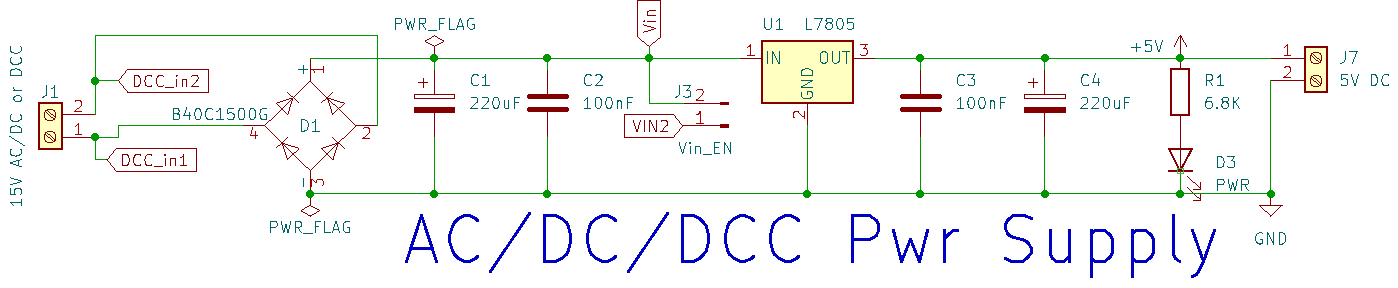 15V AC/DC or DCC
J1
2
1
DCC_in2
DCC_in1
B40C1500G
D1
+
1
2
-
3
4
PWR_FLAG
PWR_FLAG
+
C1
220uF
C2
100nF
Vin
J3
2
1
VIN2
Vin_EN
U1 L7805
1
IN
OUT
3
GND
2
C3
100nF
+
C4
220uF
+5V
R1
6.8K
D3
PWR
1
2
J7
5V DC
GND
AC/DC/DCC Pwr Supply